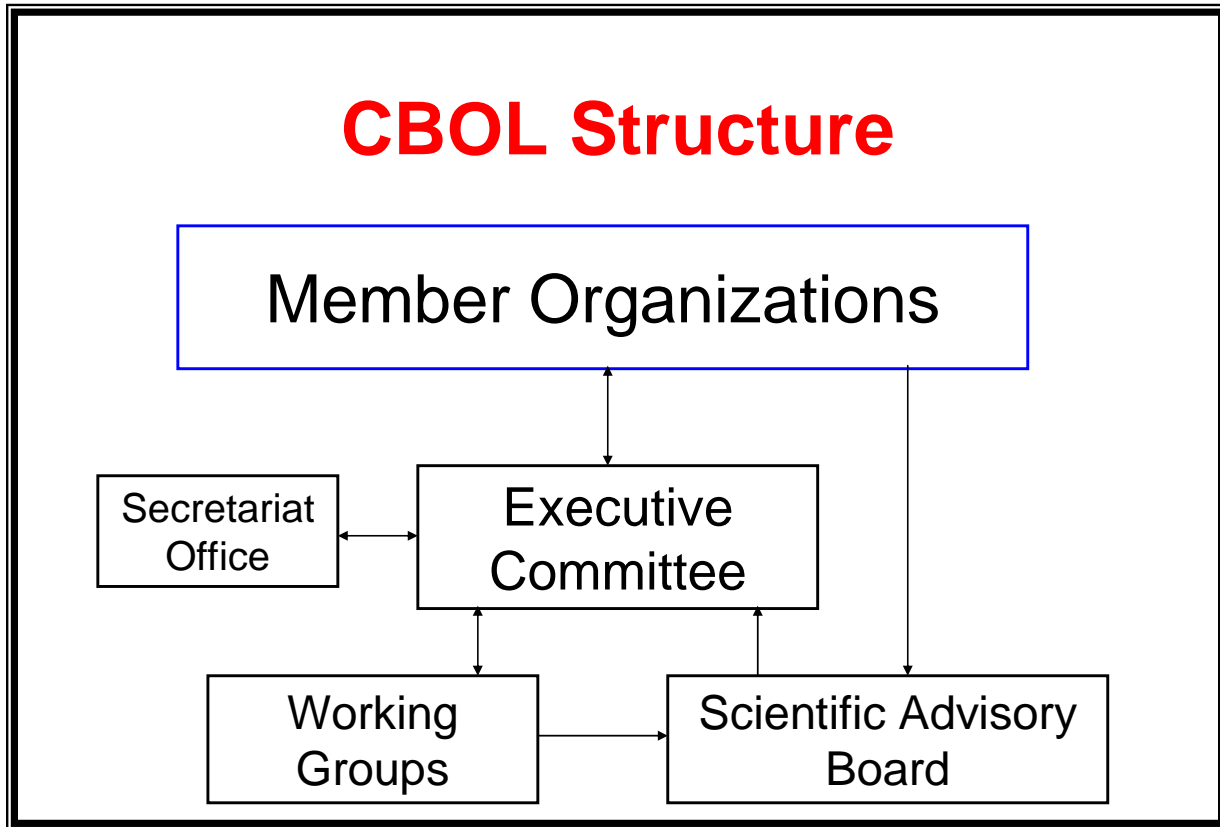 CBOL Structure
Member Organizations
Secretariat
Office
Executive
Committee
Working
Groups
Scientific Advisory
Board